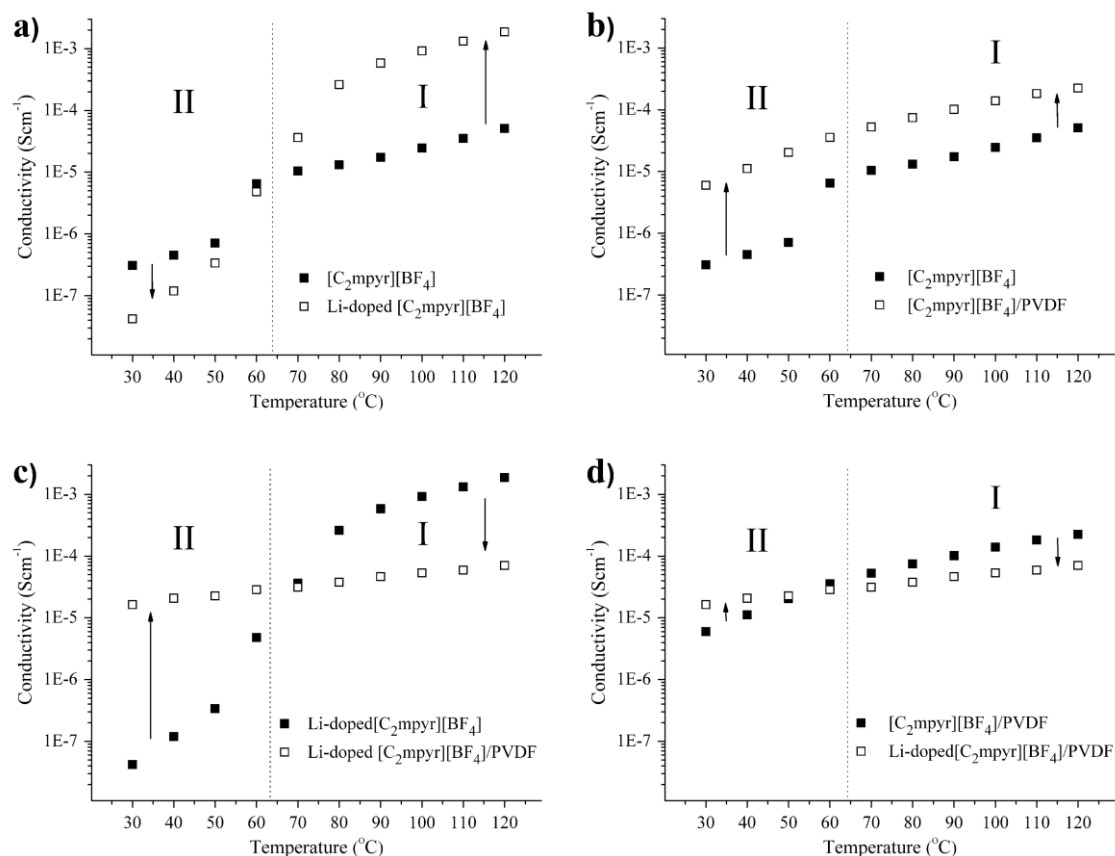 a)
1E-3
1E-4
1E-5
1E-6
1E-7
Conductivity (Scm⁻¹)
II
I
[C₂mpyr][BF₄]
Li-doped [C₂mpyr][BF₄]
30 40 50 60 70 80 90 100 110 120
Temperature (°C)
b)
1E-3
1E-4
1E-5
1E-6
1E-7
Conductivity (Scm⁻¹)
II
I
[C₂mpyr][BF₄]
[C₂mpyr][BF₄]/PVDF
30 40 50 60 70 80 90 100 110 120
Temperature (°C)
c)
1E-3
1E-4
1E-5
1E-6
1E-7
Conductivity (Scm⁻¹)
II
I
Li-doped[C₂mpyr][BF₄]
Li-doped [C₂mpyr][BF₄]/PVDF
30 40 50 60 70 80 90 100 110 120
Temperature (°C)
d)
1E-3
1E-4
1E-5
1E-6
1E-7
Conductivity (Scm⁻¹)
II
I
[C₂mpyr][BF₄]/PVDF
Li-doped[C₂mpyr][BF₄]/PVDF
30 40 50 60 70 80 90 100 110 120
Temperature (°C)